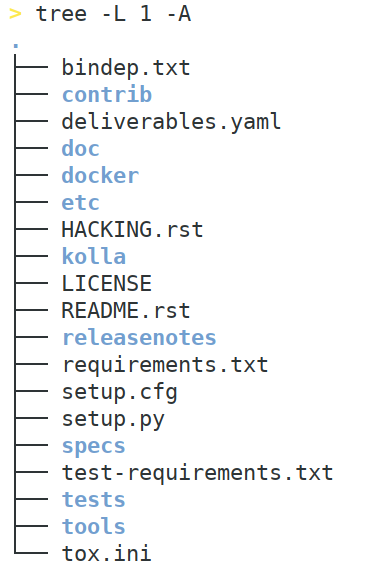 > tree -L 1 -A
.
├── bindep.txt
├── contrib
├── deliverables.yaml
├── doc
├── docker
├── etc
├── HACKING.rst
├── kolla
├── LICENSE
├── README.rst
├── releasenotes
├── requirements.txt
├── setup.cfg
├── setup.py
├── specs
├── test-requirements.txt
├── tests
├── tools
└── tox.ini